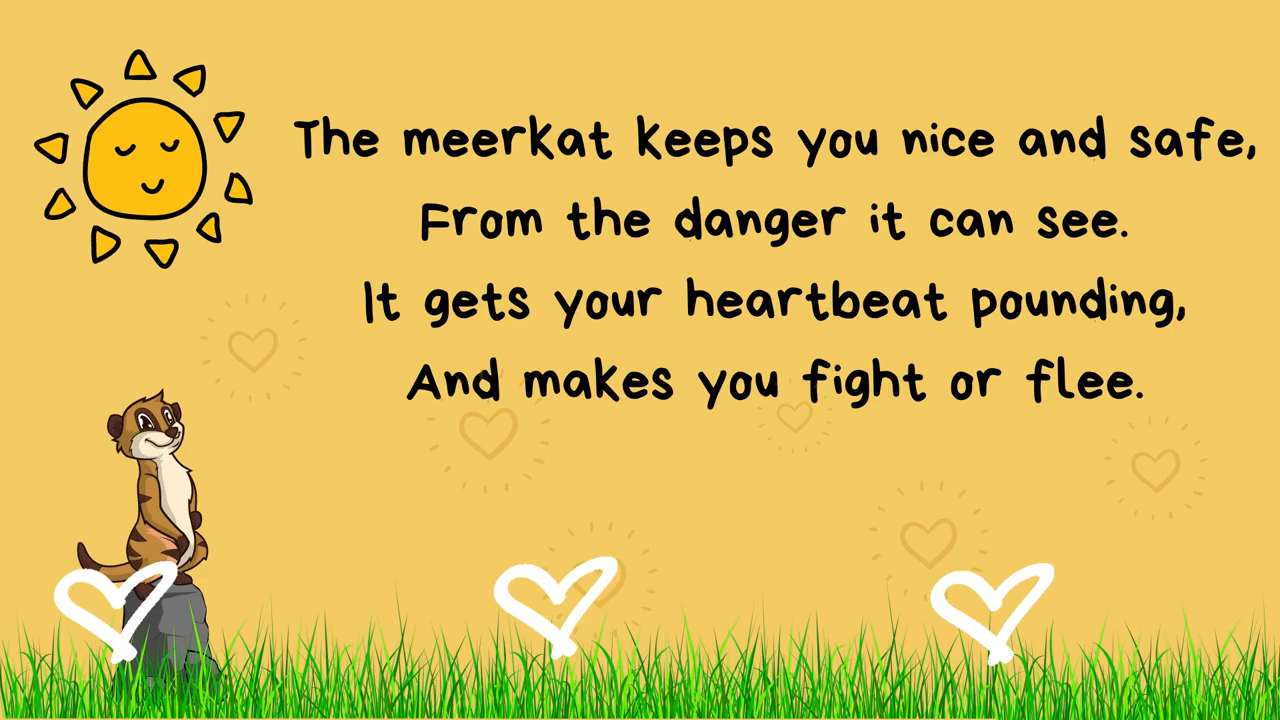 The meerkat keeps you nice and safe,
From the danger it can see.
It gets your heartbeat pounding,
And makes you fight or flee.